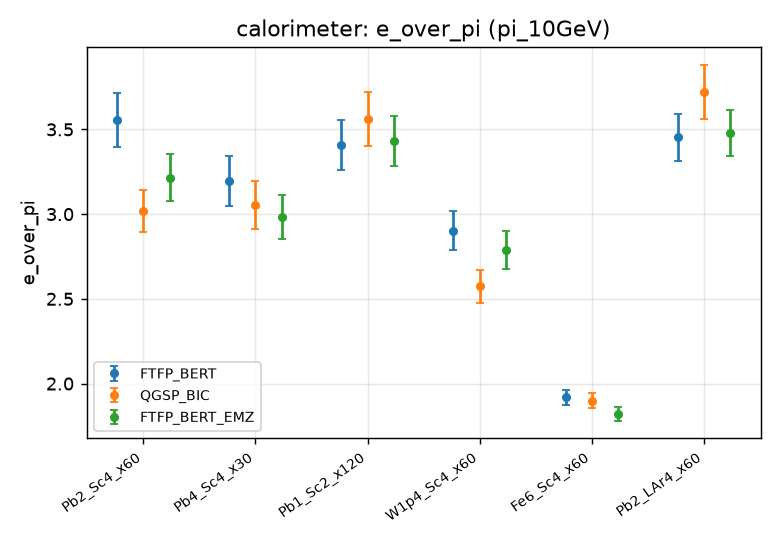 calorimeter: e_over_pi (pi_10GeV)
e_over_pi
3.5
3.0
2.5
2.0
FTFP_BERT
QGSP_BIC
FTFP_BERT_EMZ
Pb2_Sc4_x60
Pb4_Sc4_x30
Pb1_Sc2_x120
W1p4_Sc4_x60
Fe6_Sc4_x60
Pb2_LAr4_x60